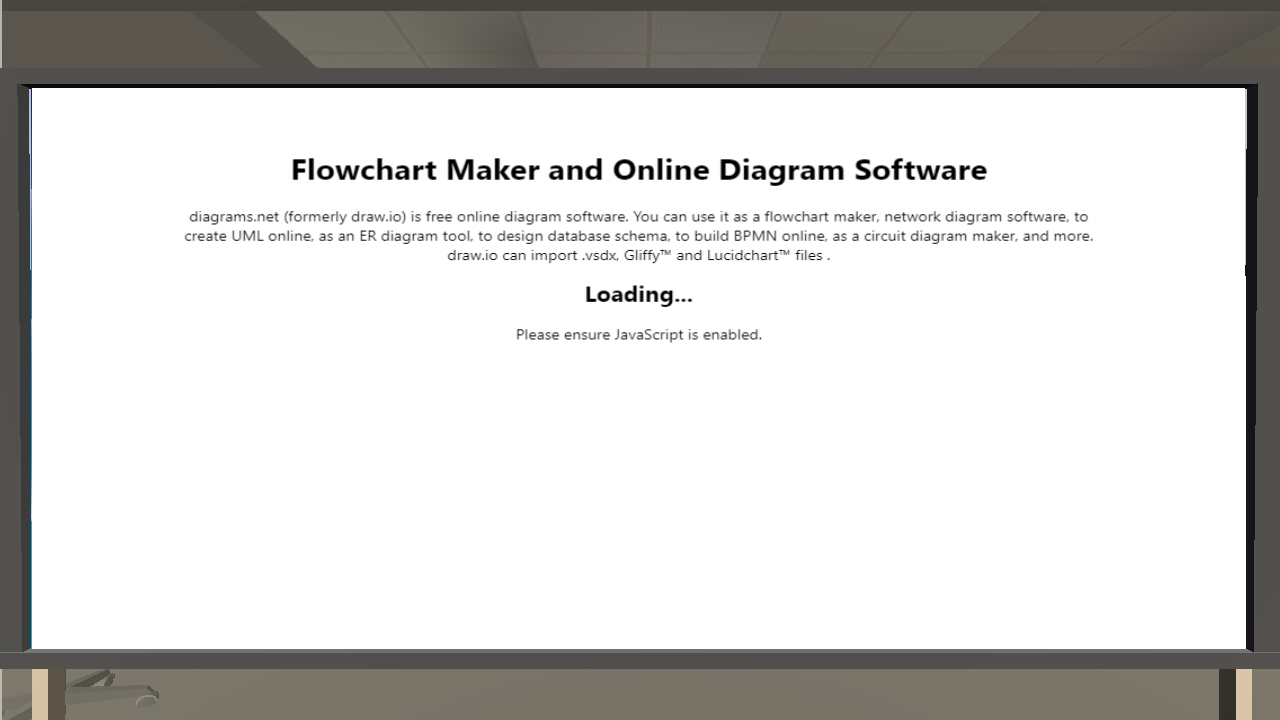 Flowchart Maker and Online Diagram Software
diagrams.net (formerly draw.io) is free online diagram software. You can use it as a flowchart maker, network diagram software, to
create UML online, as an ER diagram tool, to design database schema, to build BPMN online, as a circuit diagram maker, and more.
draw.io can import .vsdx, Gliffy™ and Lucidchart™ files .
Loading...
Please ensure JavaScript is enabled.